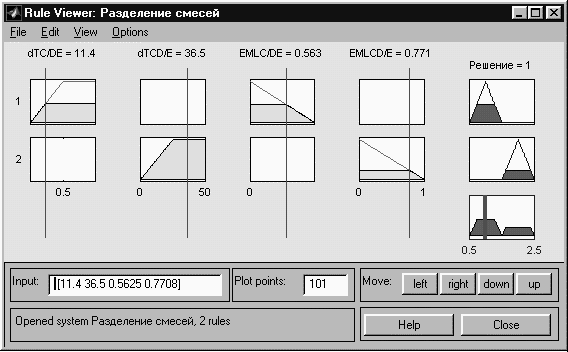 Rule Viewer: Разделение смесей
File Edit View Options
dTC/DE = 11.4 dTCD/E = 36.5 EMLC/DE = 0.563 EMLCD/E = 0.771
Решение = 1
1
2
0.5 0 50 0 0 1
0.5 2.5
Input: [11.4 36.5 0.5625 0.7708] Plot points: 101 Move: left right down up
Opened system Разделение смесей, 2 rules Help Close